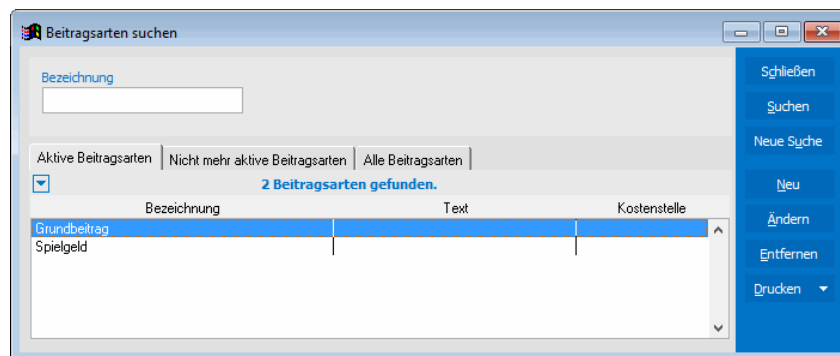 Beitragsarten suchen
Bezeichnung
Aktive Beitragsarten Nicht mehr aktive Beitragsarten Alle Beitragsarten
2 Beitragsarten gefunden.
Bezeichnung Text Kostenstelle
Grundbeitrag
Spielgeld
Schließen
Suchen
Neue Suche
Neu
Ändern
Entfernen
Drucken